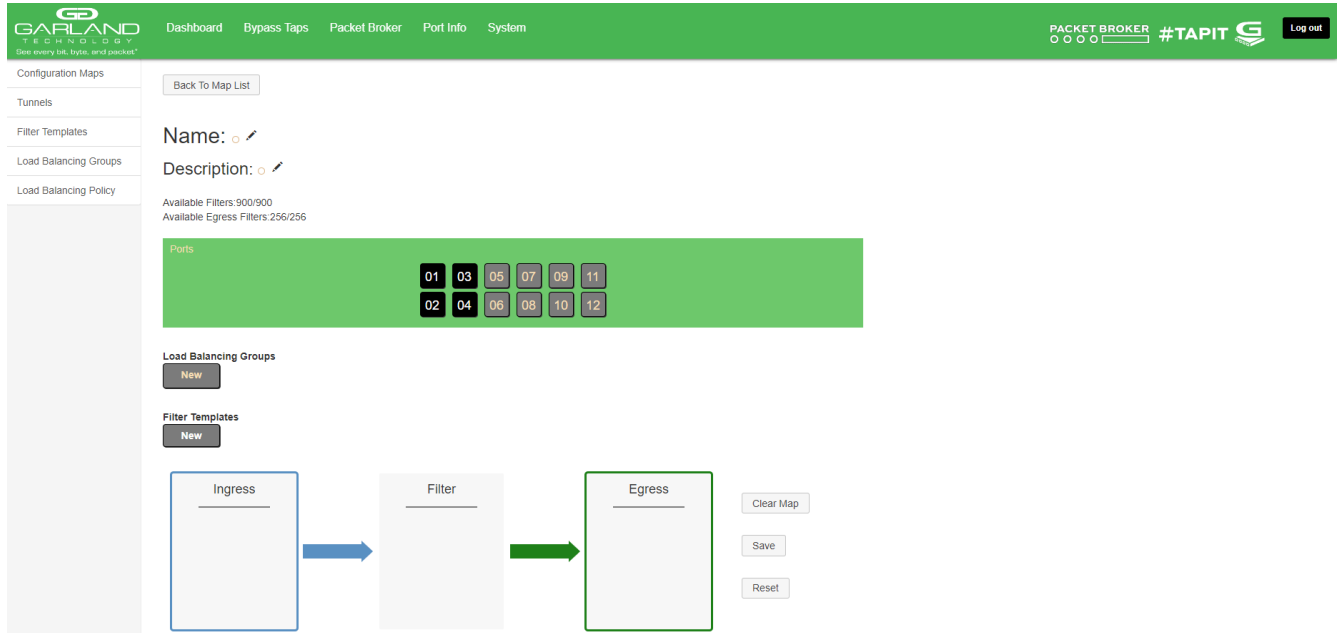 GARLAND
TECHNOLOGY
See every bit, byte, and packet®
Dashboard Bypass Taps Packet Broker Port Info System
PACKET BROKER
#TAPIT
Log out
Configuration Maps
Tunnels
Filter Templates
Load Balancing Groups
Load Balancing Policy
Back To Map List
Name:
Description:
Available Filters:900/900
Available Egress Filters:256/256
Ports
01 03 05 07 09 11
02 04 06 08 10 12
Load Balancing Groups
New
Filter Templates
New
Ingress Filter Egress
Clear Map
Save
Reset